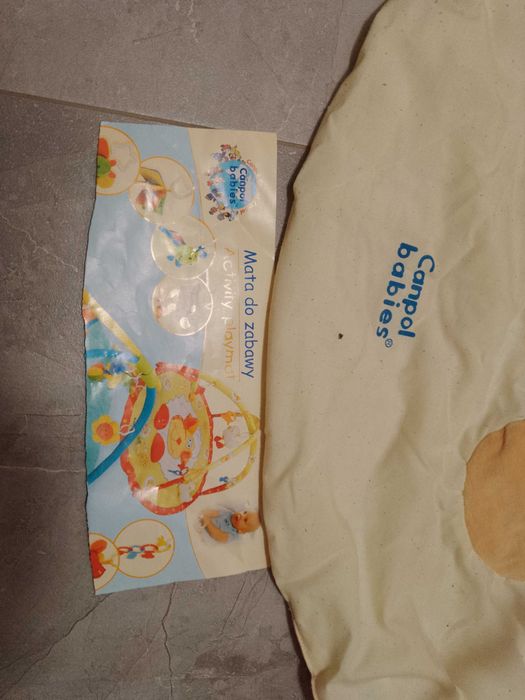 Canpol
babies
Mata do zabawy
Activity playmat
Canpol
babies®